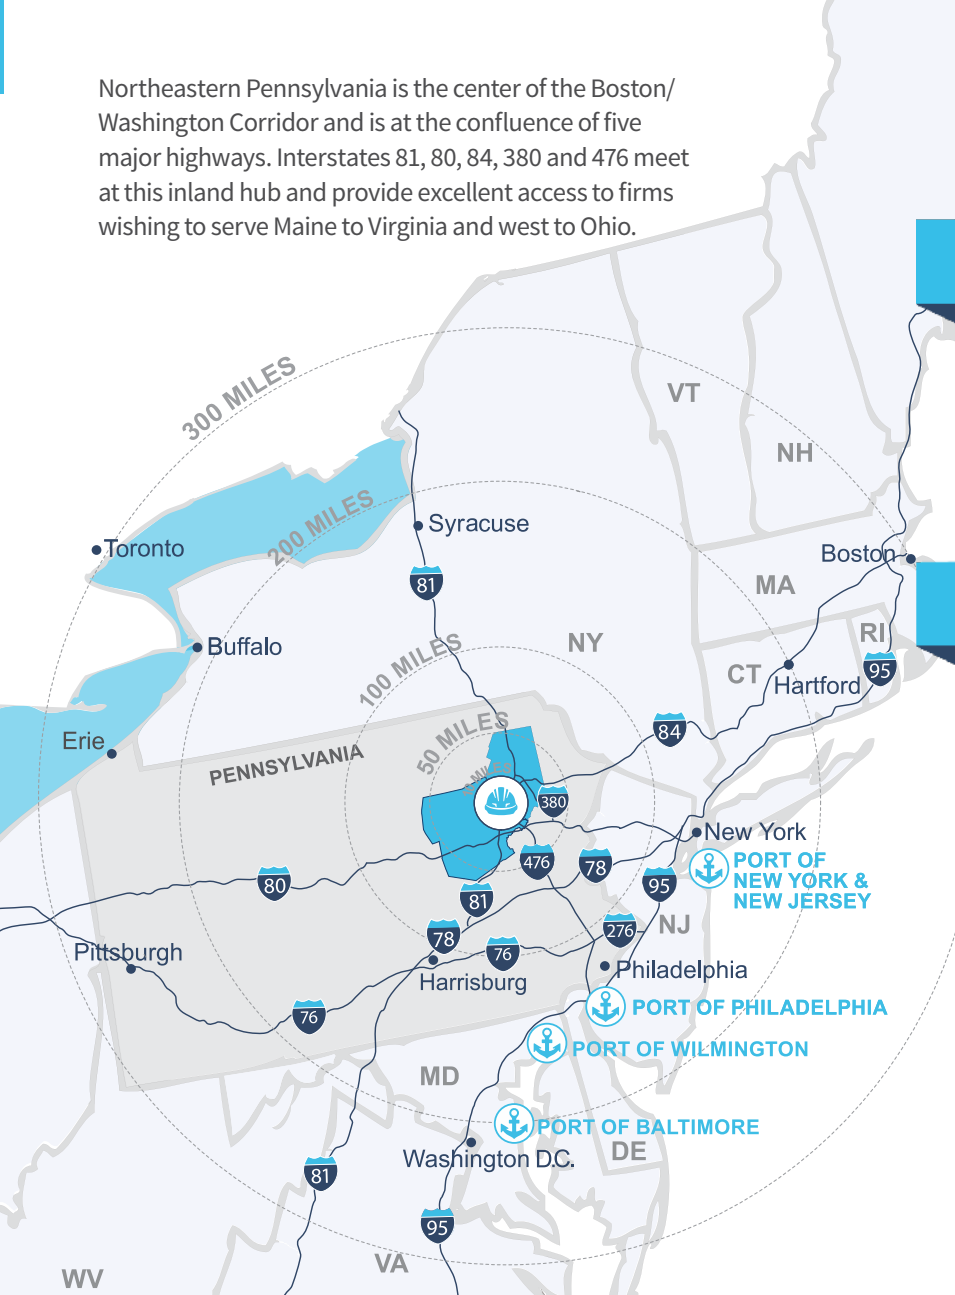 Northeastern Pennsylvania is the center of the Boston/
Washington Corridor and is at the confluence of five
major highways. Interstates 81, 80, 84, 380 and 476 meet
at this inland hub and provide excellent access to firms
wishing to serve Maine to Virginia and west to Ohio.
300 MILES
VT
NH
200 MILES
Syracuse
Toronto
Boston
81
MA
Buffalo
NY
RI
100 MILES
CT
95
Hartford
50 MILES
84
Erie
PENNSYLVANIA
MILES
380
New York
476
78
PORT OF
NEW YORK &
NEW JERSEY
80
95
81
NJ
276
78
76
Pittsburgh
Harrisburg
Philadelphia
PORT OF PHILADELPHIA
76
PORT OF WILMINGTON
MD
PORT OF BALTIMORE
Washington D.C.
DE
81
95
VA
WV